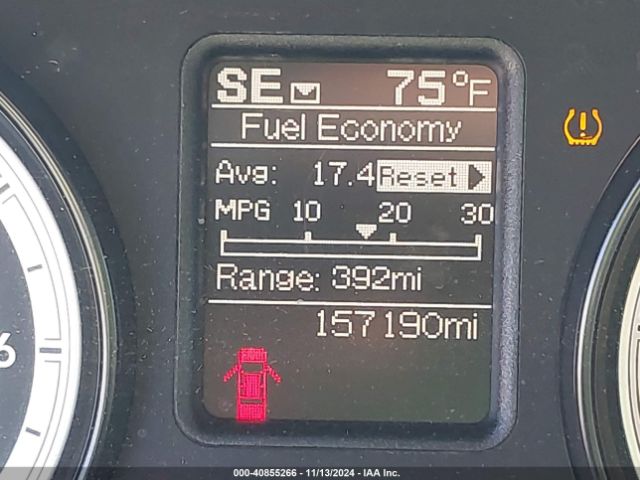 SE 75°F
Fuel Economy
Avg: 17.4 Reset
MPG 10 20 30
Range: 392mi
157190mi
6
000-40855266 - 11/13/2024 - IAA Inc.